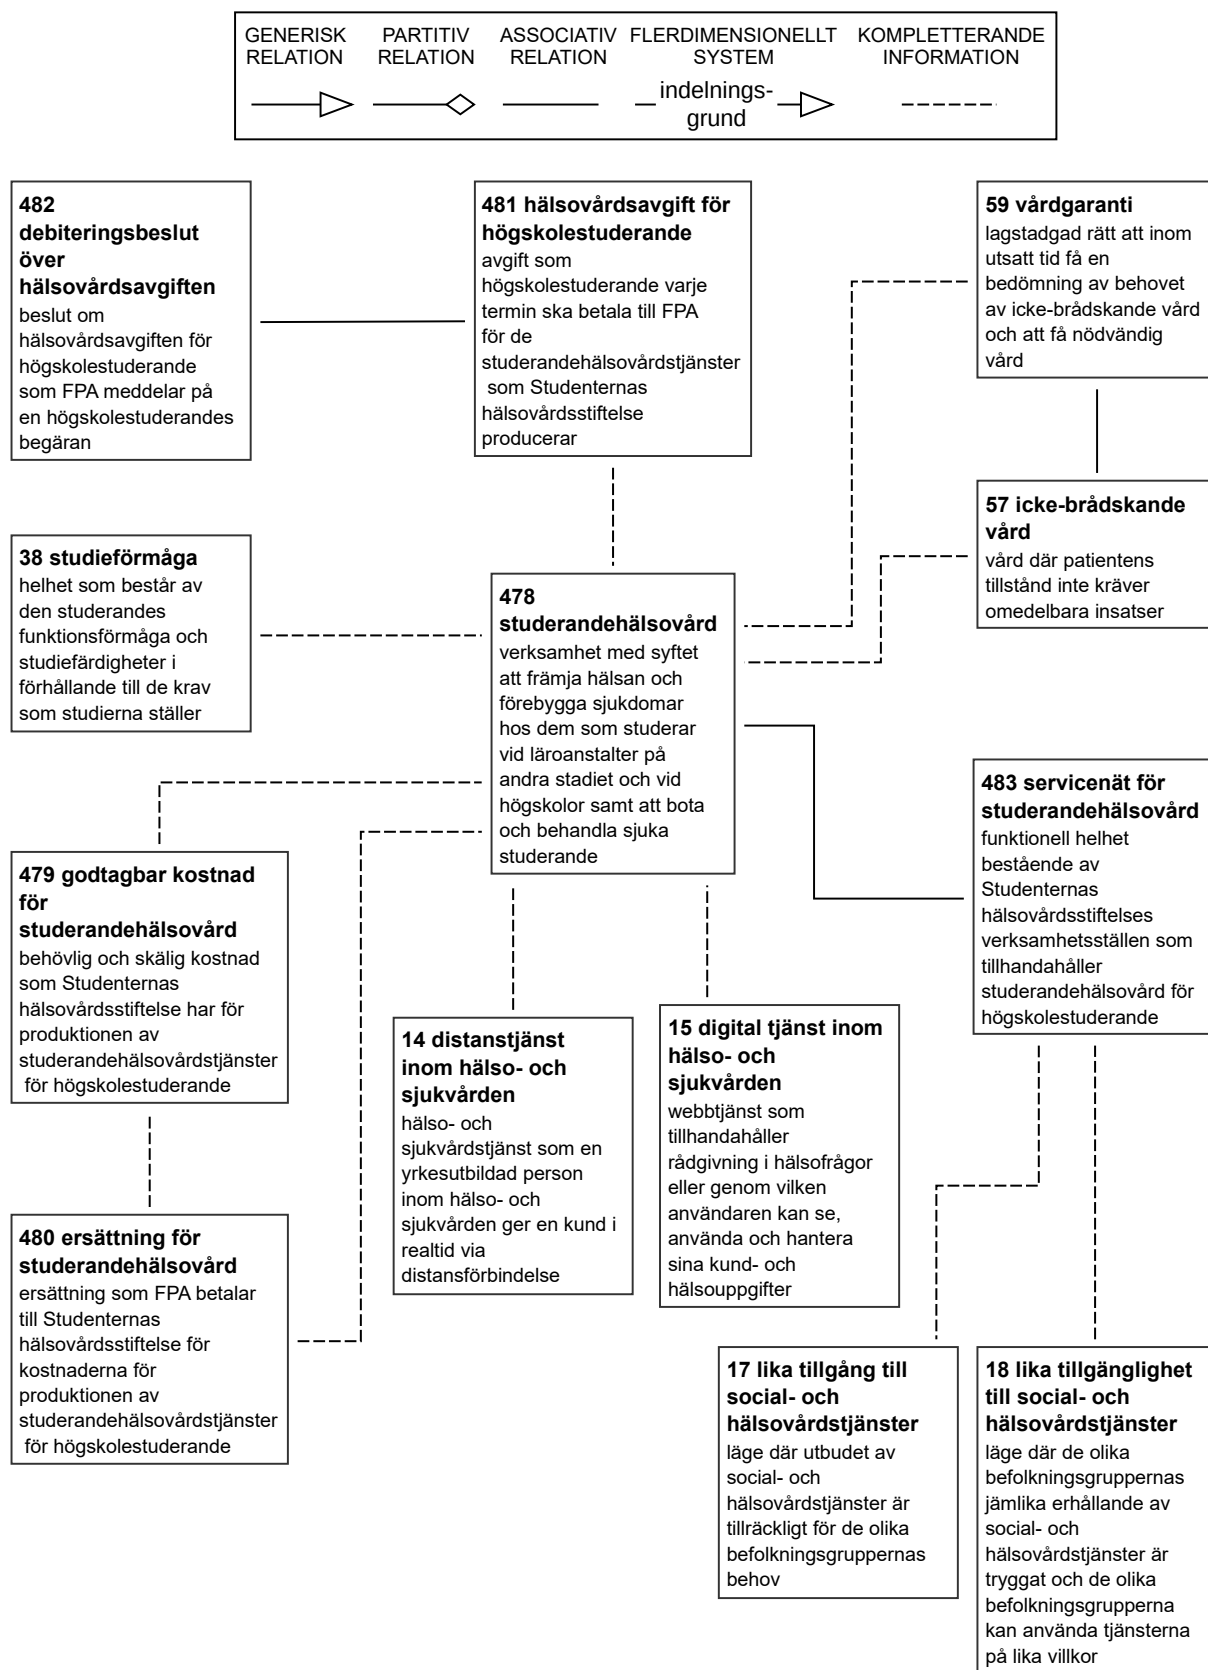 GENERISK
RELATION
PARTITIV
RELATION
ASSOCIATIV
RELATION
FLERDIMENSIONELLT
SYSTEM
KOMPLETTERANDE
INFORMATION
indelnings-
grund
482
debiteringsbeslut
över
hälsovårdsavgiften
beslut om
hälsovårdsavgiften för
högskolestuderande
som FPA meddelar på
en högskolestuderandes
begäran
481 hälsovårdsavgift för
högskolestuderande
avgift som
högskolestuderande varje
termin ska betala till FPA
för de
studerandehälsovårdstjänster
som Studenternas
hälsovårdsstiftelse
producerar
59 vårdgaranti
lagstadgad rätt att inom
utsatt tid få en
bedömning av behovet
av icke-brådskande vård
och att få nödvändig
vård
57 icke-brådskande
vård
vård där patientens
tillstånd inte kräver
omedelbara insatser
38 studieförmåga
helhet som består av
den studerandes
funktionsförmåga och
studiefärdigheter i
förhållande till de krav
som studierna ställer
478
studerandehälsovård
verksamhet med syftet
att främja hälsan och
förebygga sjukdomar
hos dem som studerar
vid läroanstalter på
andra stadiet och vid
högskolor samt att bota
och behandla sjuka
studerande
483 servicenät för
studerandehälsovård
funktionell helhet
bestående av
Studenternas
hälsovårdsstiftelses
verksamhetsställen som
tillhandahåller
studerandehälsovård för
högskolestuderande
479 godtagbar kostnad
för
studerandehälsovård
behövlig och skälig kostnad
som Studenternas
hälsovårdsstiftelse har för
produktionen av
studerandehälsovårdstjänster
för högskolestuderande
14 distanstjänst
inom hälso- och
sjukvården
hälso- och
sjukvårdstjänst som en
yrkesutbildad person
inom hälso- och
sjukvården ger en kund i
realtid via
distansförbindelse
15 digital tjänst inom
hälso- och
sjukvården
webbtjänst som
tillhandahåller
rådgivning i hälsofrågor
eller genom vilken
användaren kan se,
använda och hantera
sina kund- och
hälsouppgifter
480 ersättning för
studerandehälsovård
ersättning som FPA betalar
till Studenternas
hälsovårdsstiftelse för
kostnaderna för
produktionen av
studerandehälsovårdstjänster
för högskolestuderande
17 lika tillgång till
social- och
hälsovårdstjänster
läge där utbudet av
social- och
hälsovårdstjänster är
tillräckligt för de olika
befolkningsgruppernas
behov
18 lika tillgänglighet
till social- och
hälsovårdstjänster
läge där de olika
befolkningsgruppernas
jämlika erhållande av
social- och
hälsovårdstjänster är
tryggat och de olika
befolkningsgrupperna
kan använda tjänsterna
på lika villkor